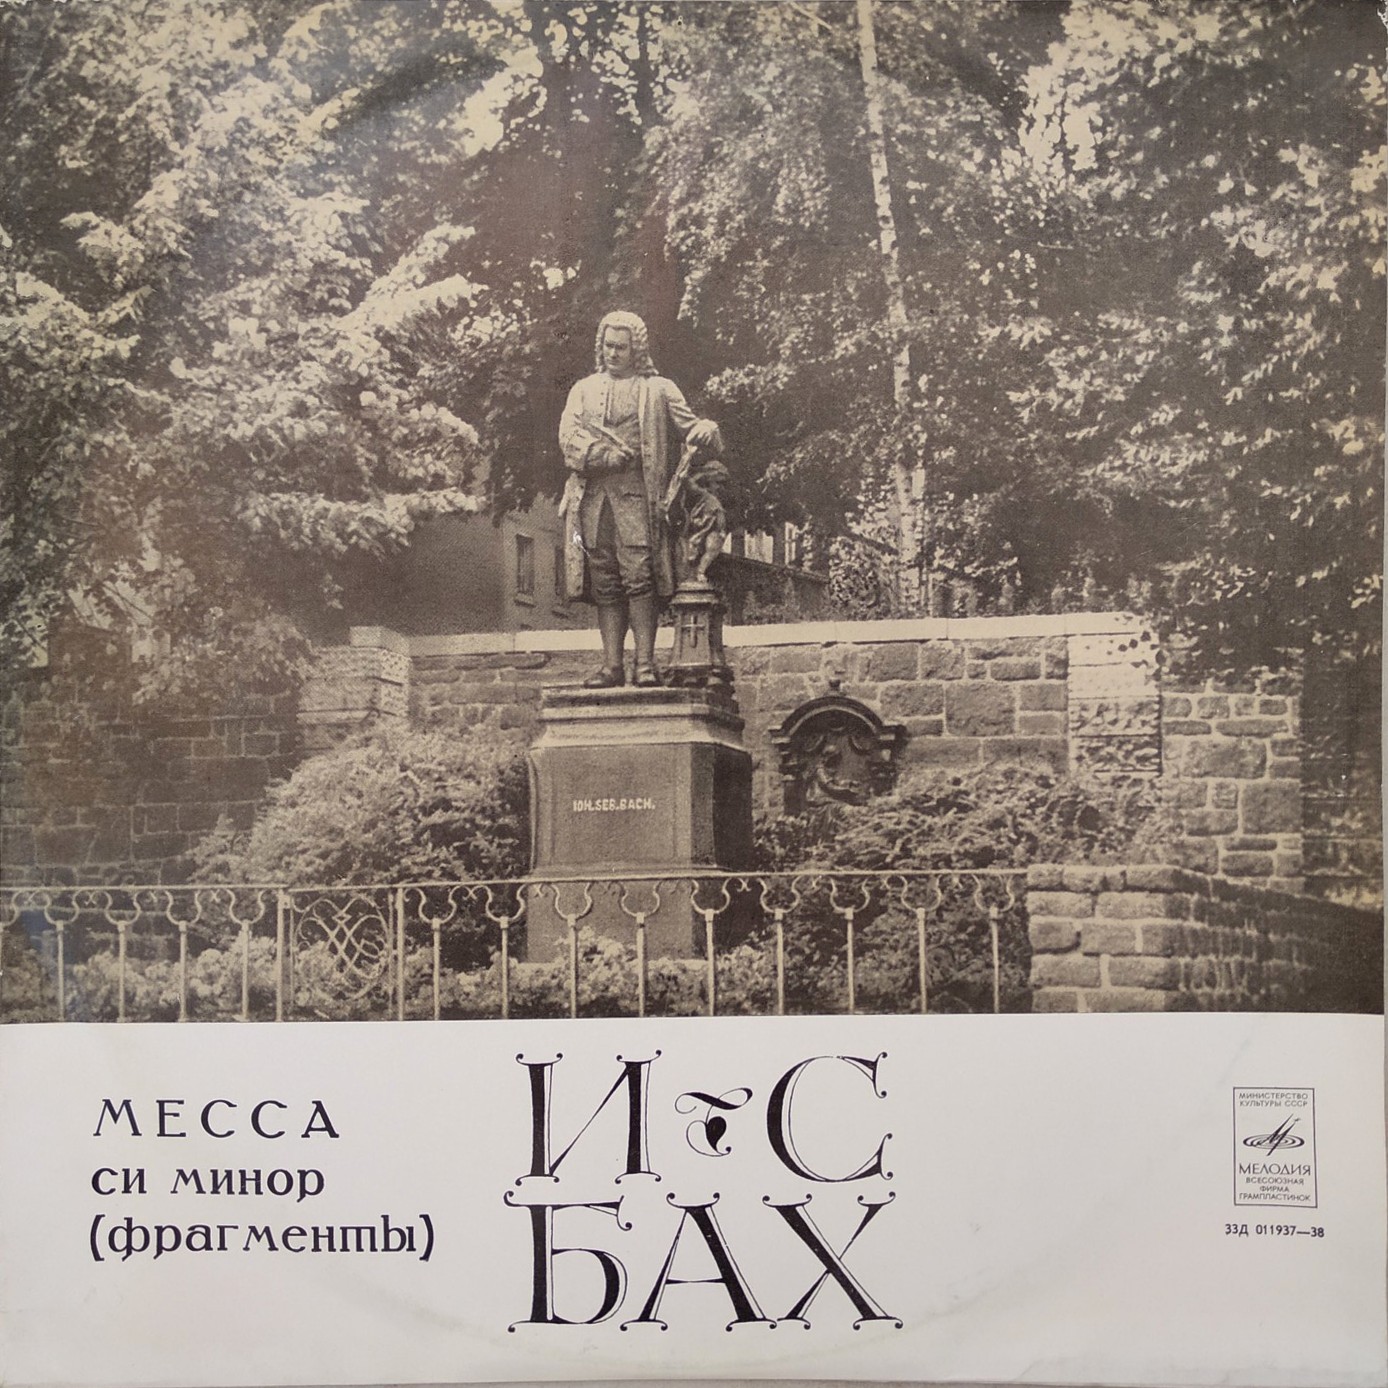 IOH.SEB.BACH.
МЕССА
си минор
(фрагменты)
И С
БАХ
МИНИСТЕРСТВО
КУЛЬТУРЫ СССР
МЕЛОДИЯ
ВСЕСОЮЗНАЯ
ФИРМА
ГРАМПЛАСТИНОК
33Д 011937—38